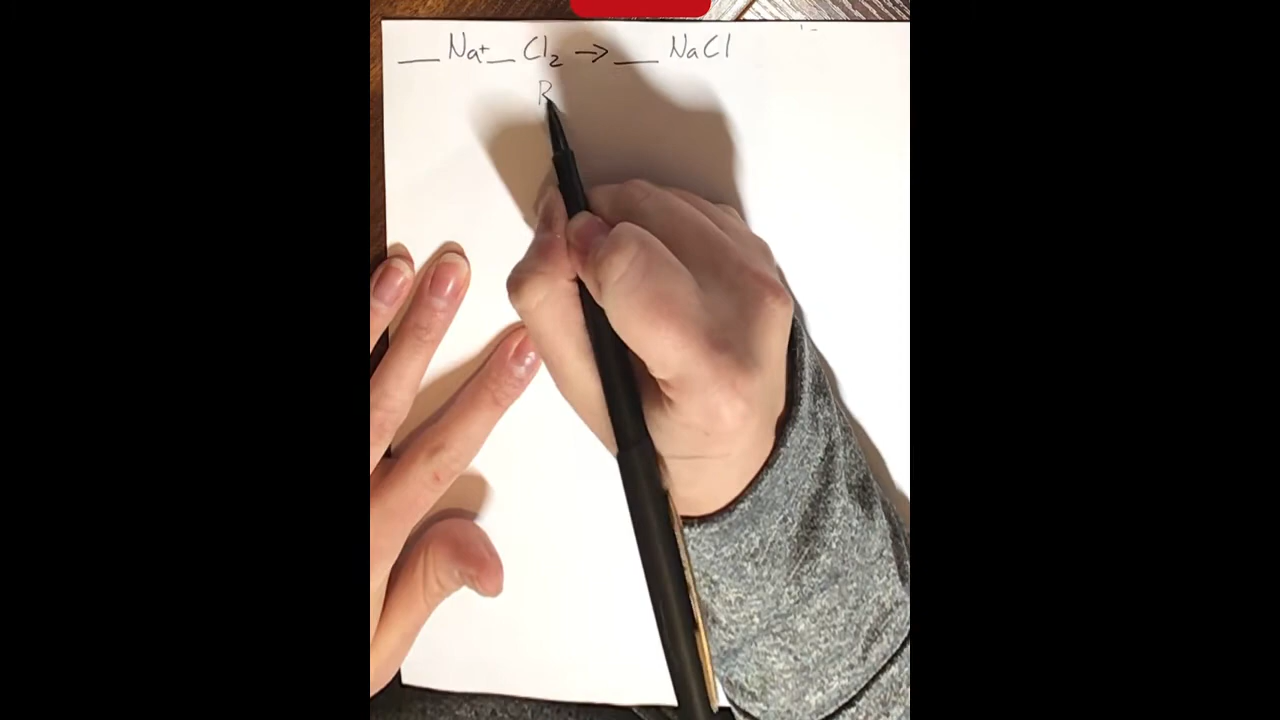 __ Na + __ Cl₂ → __ NaCl
R